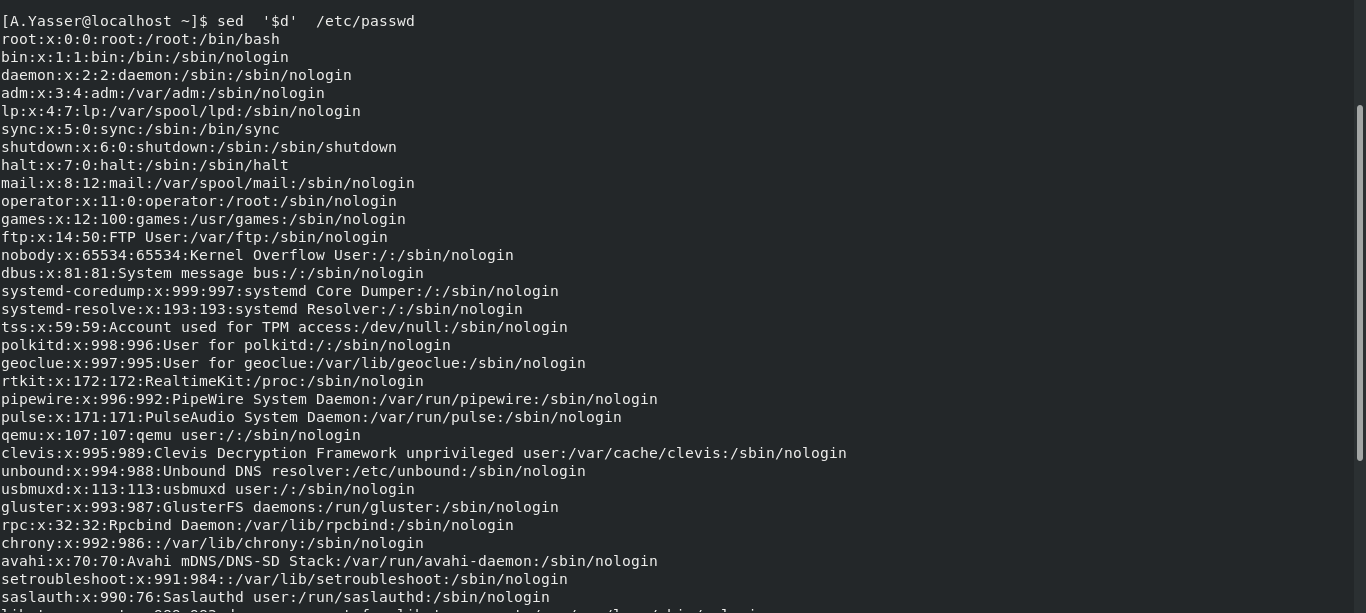 [A.Yasser@localhost ~]$ sed  '$d'  /etc/passwd
root:x:0:0:root:/root:/bin/bash
bin:x:1:1:bin:/bin:/sbin/nologin
daemon:x:2:2:daemon:/sbin:/sbin/nologin
adm:x:3:4:adm:/var/adm:/sbin/nologin
lp:x:4:7:lp:/var/spool/lpd:/sbin/nologin
sync:x:5:0:sync:/sbin:/bin/sync
shutdown:x:6:0:shutdown:/sbin:/sbin/shutdown
halt:x:7:0:halt:/sbin:/sbin/halt
mail:x:8:12:mail:/var/spool/mail:/sbin/nologin
operator:x:11:0:operator:/root:/sbin/nologin
games:x:12:100:games:/usr/games:/sbin/nologin
ftp:x:14:50:FTP User:/var/ftp:/sbin/nologin
nobody:x:65534:65534:Kernel Overflow User:/:/sbin/nologin
dbus:x:81:81:System message bus:/:/sbin/nologin
systemd-coredump:x:999:997:systemd Core Dumper:/:/sbin/nologin
systemd-resolve:x:193:193:systemd Resolver:/:/sbin/nologin
tss:x:59:59:Account used for TPM access:/dev/null:/sbin/nologin
polkitd:x:998:996:User for polkitd:/:/sbin/nologin
geoclue:x:997:995:User for geoclue:/var/lib/geoclue:/sbin/nologin
rtkit:x:172:172:RealtimeKit:/proc:/sbin/nologin
pipewire:x:996:992:PipeWire System Daemon:/var/run/pipewire:/sbin/nologin
pulse:x:171:171:PulseAudio System Daemon:/var/run/pulse:/sbin/nologin
qemu:x:107:107:qemu user:/:/sbin/nologin
clevis:x:995:989:Clevis Decryption Framework unprivileged user:/var/cache/clevis:/sbin/nologin
unbound:x:994:988:Unbound DNS resolver:/etc/unbound:/sbin/nologin
usbmuxd:x:113:113:usbmuxd user:/:/sbin/nologin
gluster:x:993:987:GlusterFS daemons:/run/gluster:/sbin/nologin
rpc:x:32:32:Rpcbind Daemon:/var/lib/rpcbind:/sbin/nologin
chrony:x:992:986::/var/lib/chrony:/sbin/nologin
avahi:x:70:70:Avahi mDNS/DNS-SD Stack:/var/run/avahi-daemon:/sbin/nologin
setroubleshoot:x:991:984::/var/lib/setroubleshoot:/sbin/nologin
saslauth:x:990:76:Saslauthd user:/run/saslauthd:/sbin/nologin